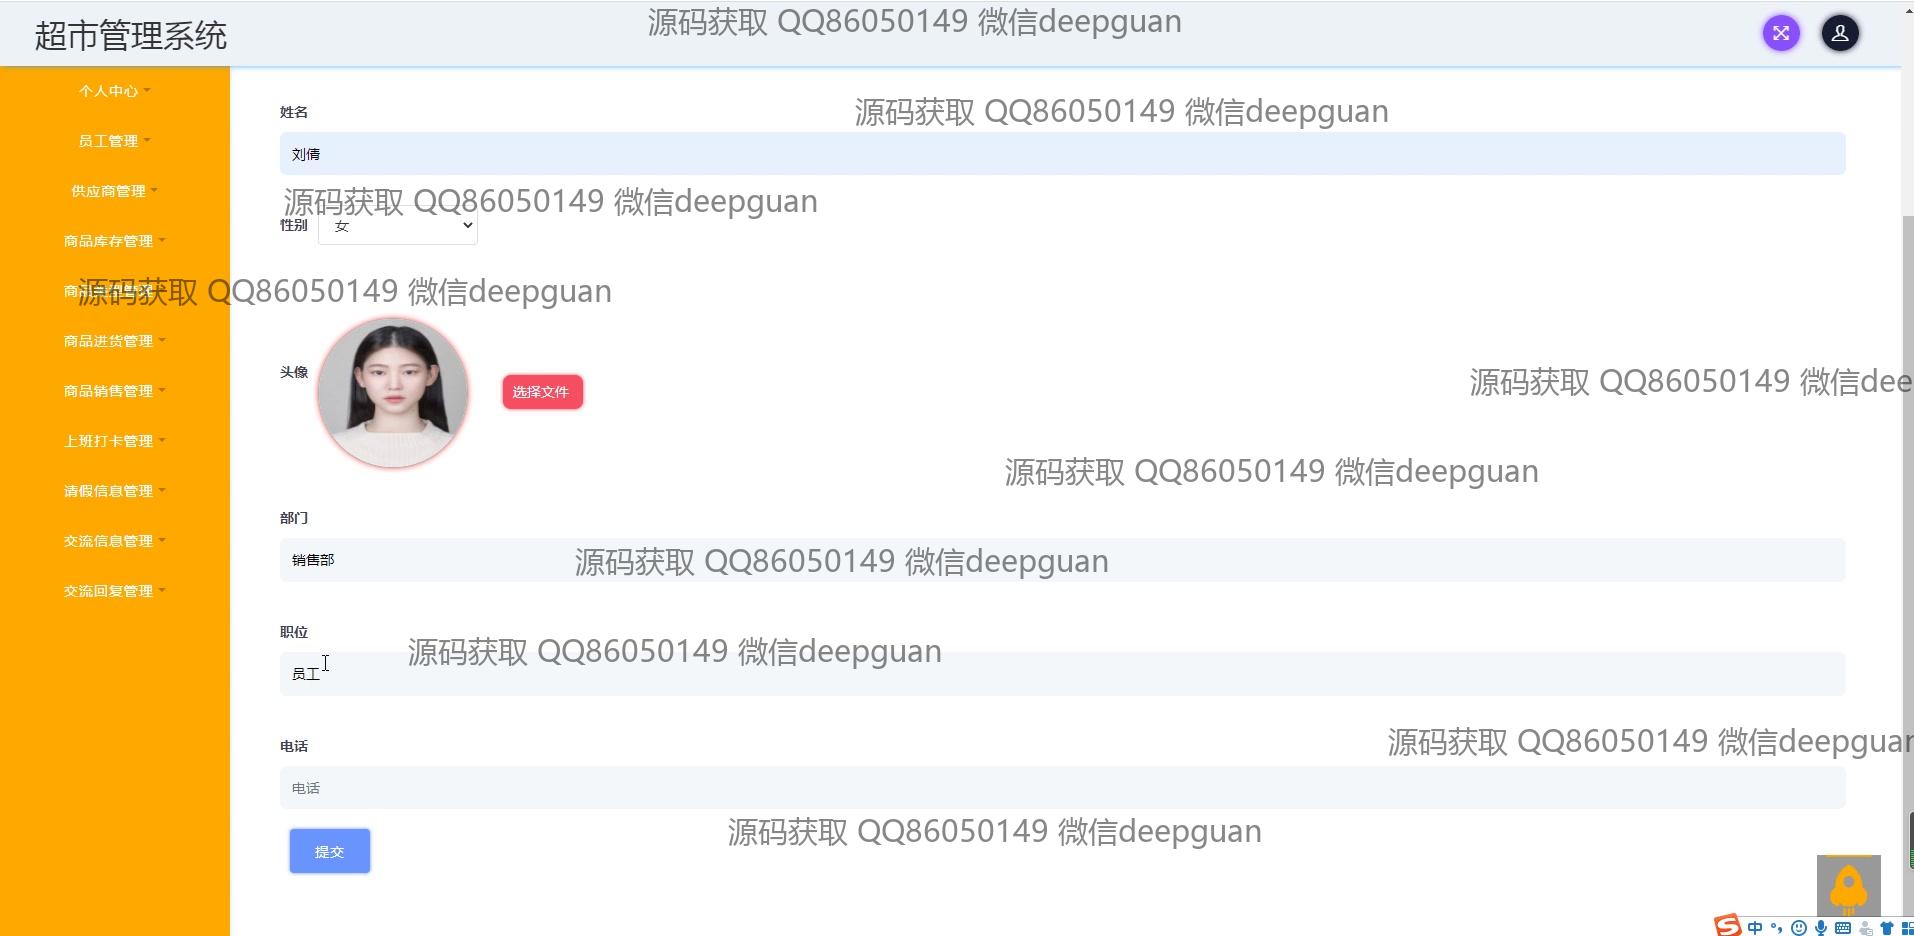 超市管理系统
源码获取 QQ86050149 微信deepguan
个人中心
员工管理
供应商管理
商品库存管理
商品进货管理
商品销售管理
上班打卡管理
请假信息管理
交流信息管理
交流回复管理
姓名
源码获取 QQ86050149 微信deepguan
刘倩
源码获取 QQ86050149 微信deepguan
性别 女
源码获取 QQ86050149 微信deepguan
头像
选择文件
源码获取 QQ86050149 微信dee
源码获取 QQ86050149 微信deepguan
部门
销售部
源码获取 QQ86050149 微信deepguan
职位
源码获取 QQ86050149 微信deepguan
员工
电话
源码获取 QQ86050149 微信deepguan
电话
源码获取 QQ86050149 微信deepguan
提交
中